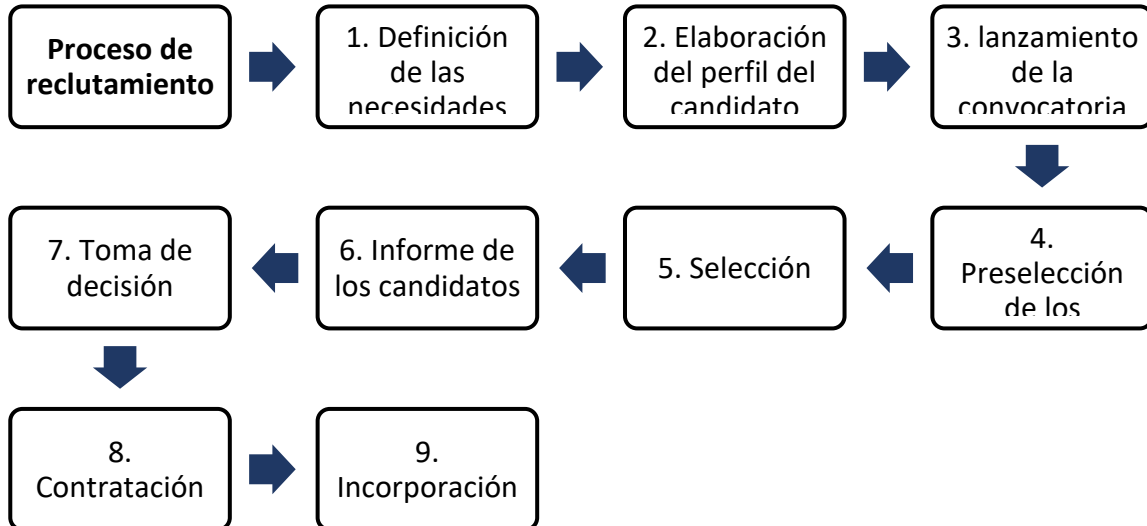 Proceso de
reclutamiento
1. Definición
de las
necesidades
2. Elaboración
del perfil del
candidato
3. lanzamiento
de la
convocatoria
4.
Preselección
de los
5. Selección
6. Informe de
los candidatos
7. Toma de
decisión
8.
Contratación
9.
Incorporación